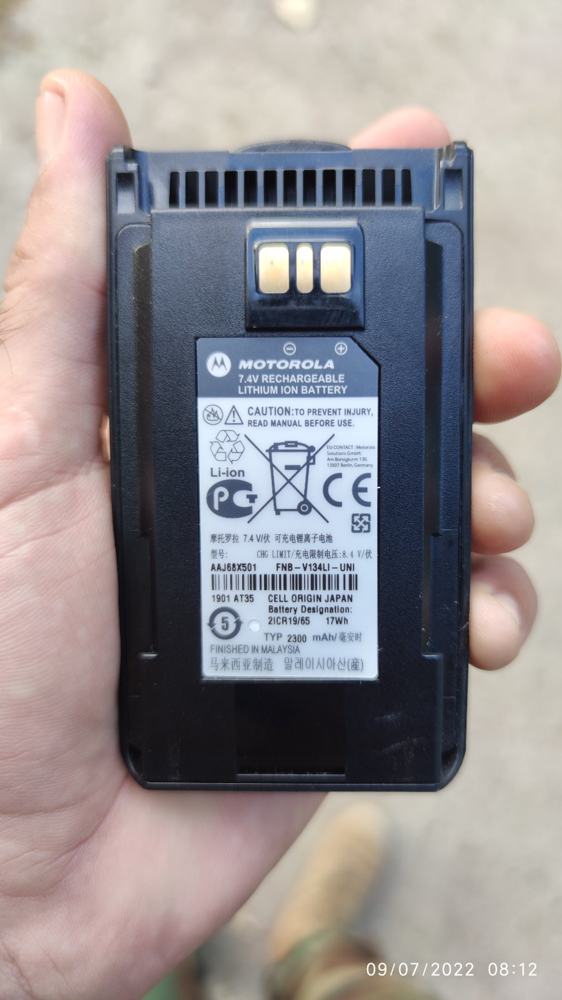 MOTOROLA
7.4V RECHARGEABLE
LITHIUM ION BATTERY
CAUTION:TO PREVENT INJURY,
READ MANUAL BEFORE USE.
EU CONTACT : Motorola
Solutions GmbH,
Am Borsigturm 130,
13507 Berlin, Germany.
Li-ion
CE
摩托罗拉 7.4 V/伏 可充电锂离子电池
型号: CHG LIMIT/充电限制电压:8.4 V/伏
AAJ68X501 FNB-V134LI-UNI
1901 AT35 CELL ORIGIN JAPAN
Battery Designation:
2ICR19/65 17Wh
5
TYP 2300 mAh/毫安时
FINISHED IN MALAYSIA
马来西亚制造 말레이시아산(産)
09/07/2022 08:12